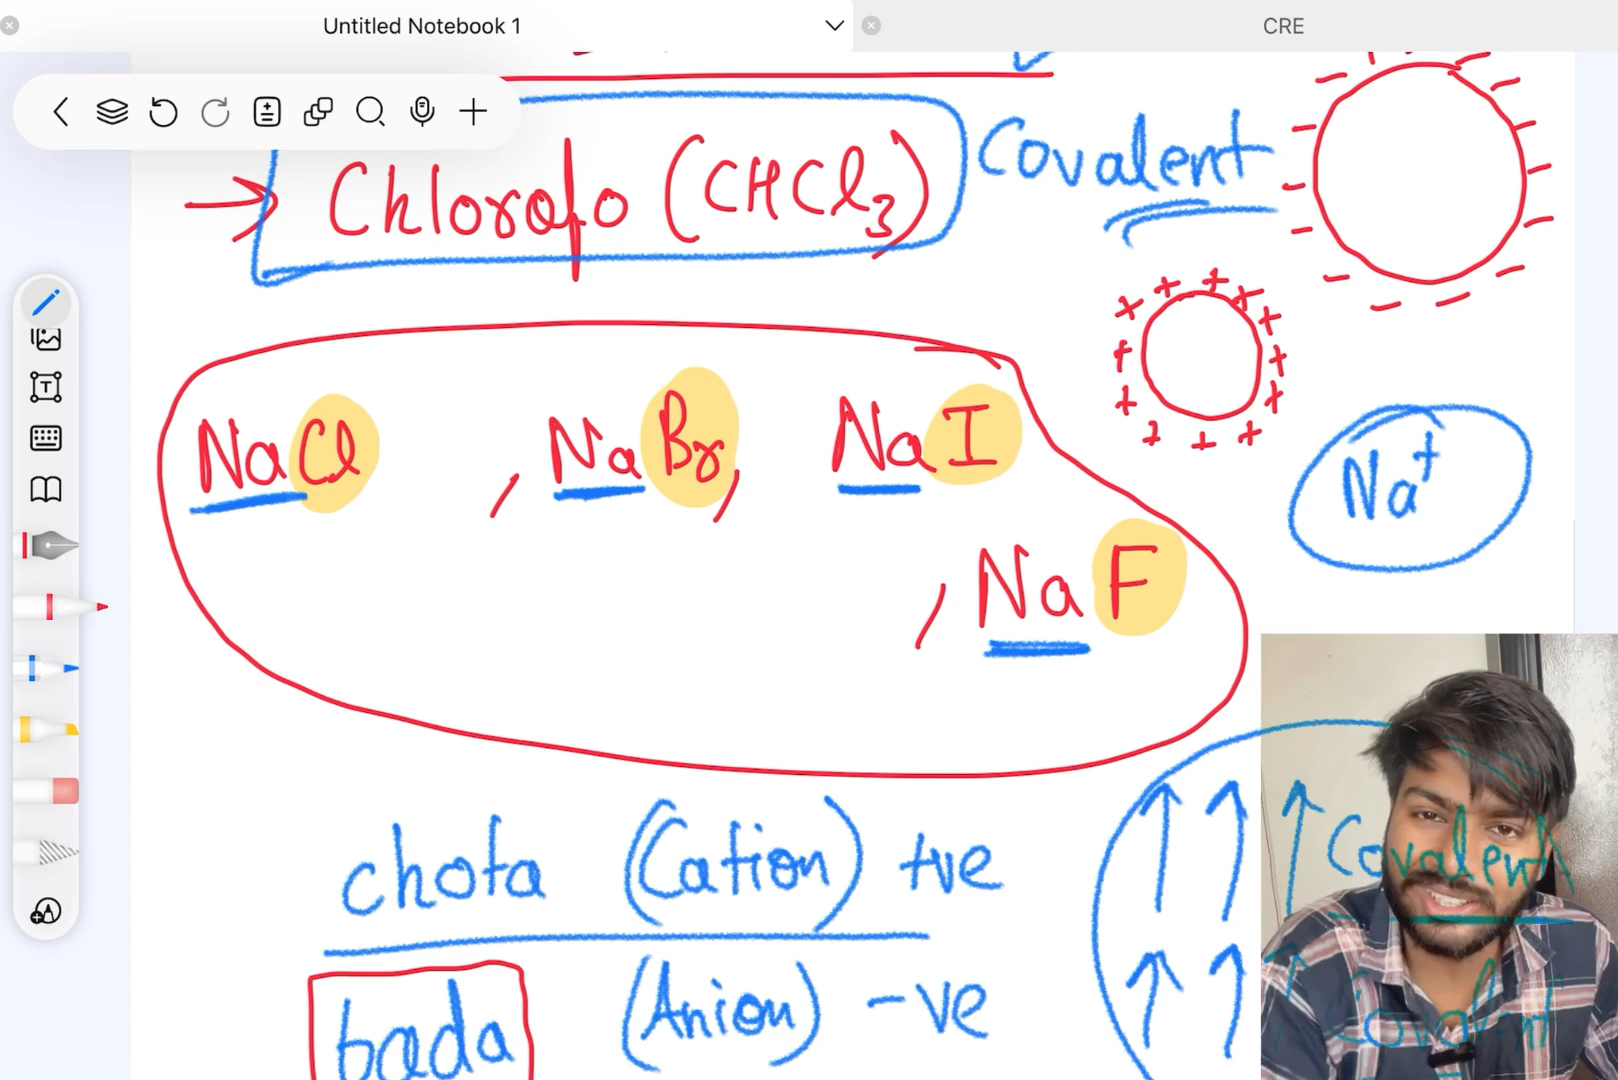 Untitled Notebook 1
CRE
→ Chlorofo (CHCl₃) Covalent
NaCl , NaBr, NaI
, NaF
Na⁺
chota (Cation) +ve
↑ ↑ ↑ Covalent
bada (Anion) -ve
↑ ↑ ↑ Covalent